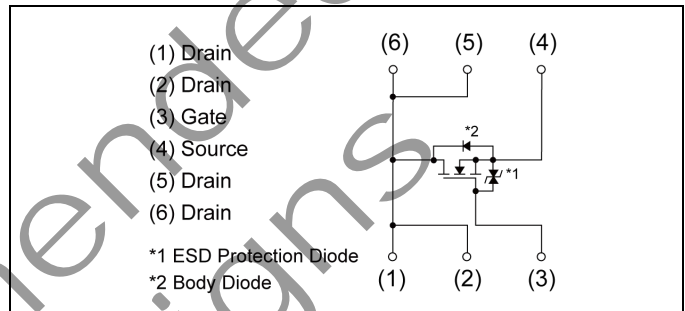 (6) (5) (4)
(1) Drain
(2) Drain
(3) Gate
(4) Source
(5) Drain
(6) Drain
*2
*1
*1 ESD Protection Diode
*2 Body Diode
(1) (2) (3)